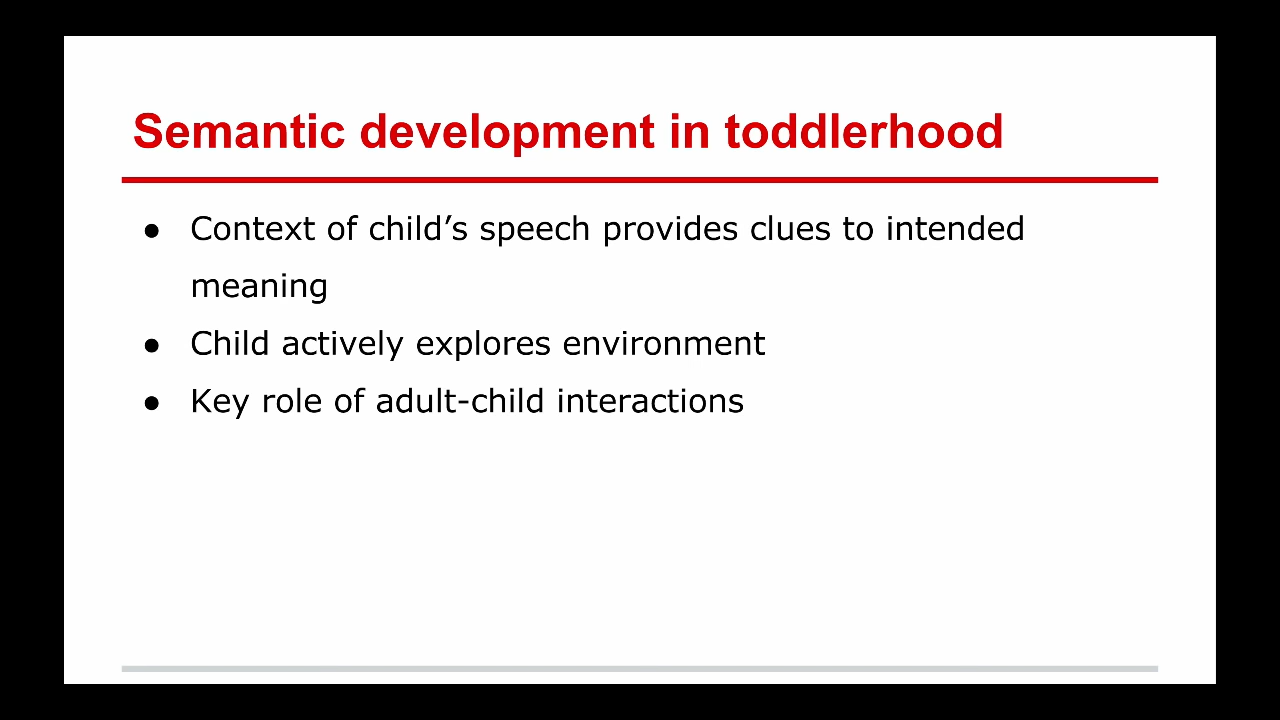 Semantic development in toddlerhood
● Context of child’s speech provides clues to intended
meaning
● Child actively explores environment
● Key role of adult-child interactions